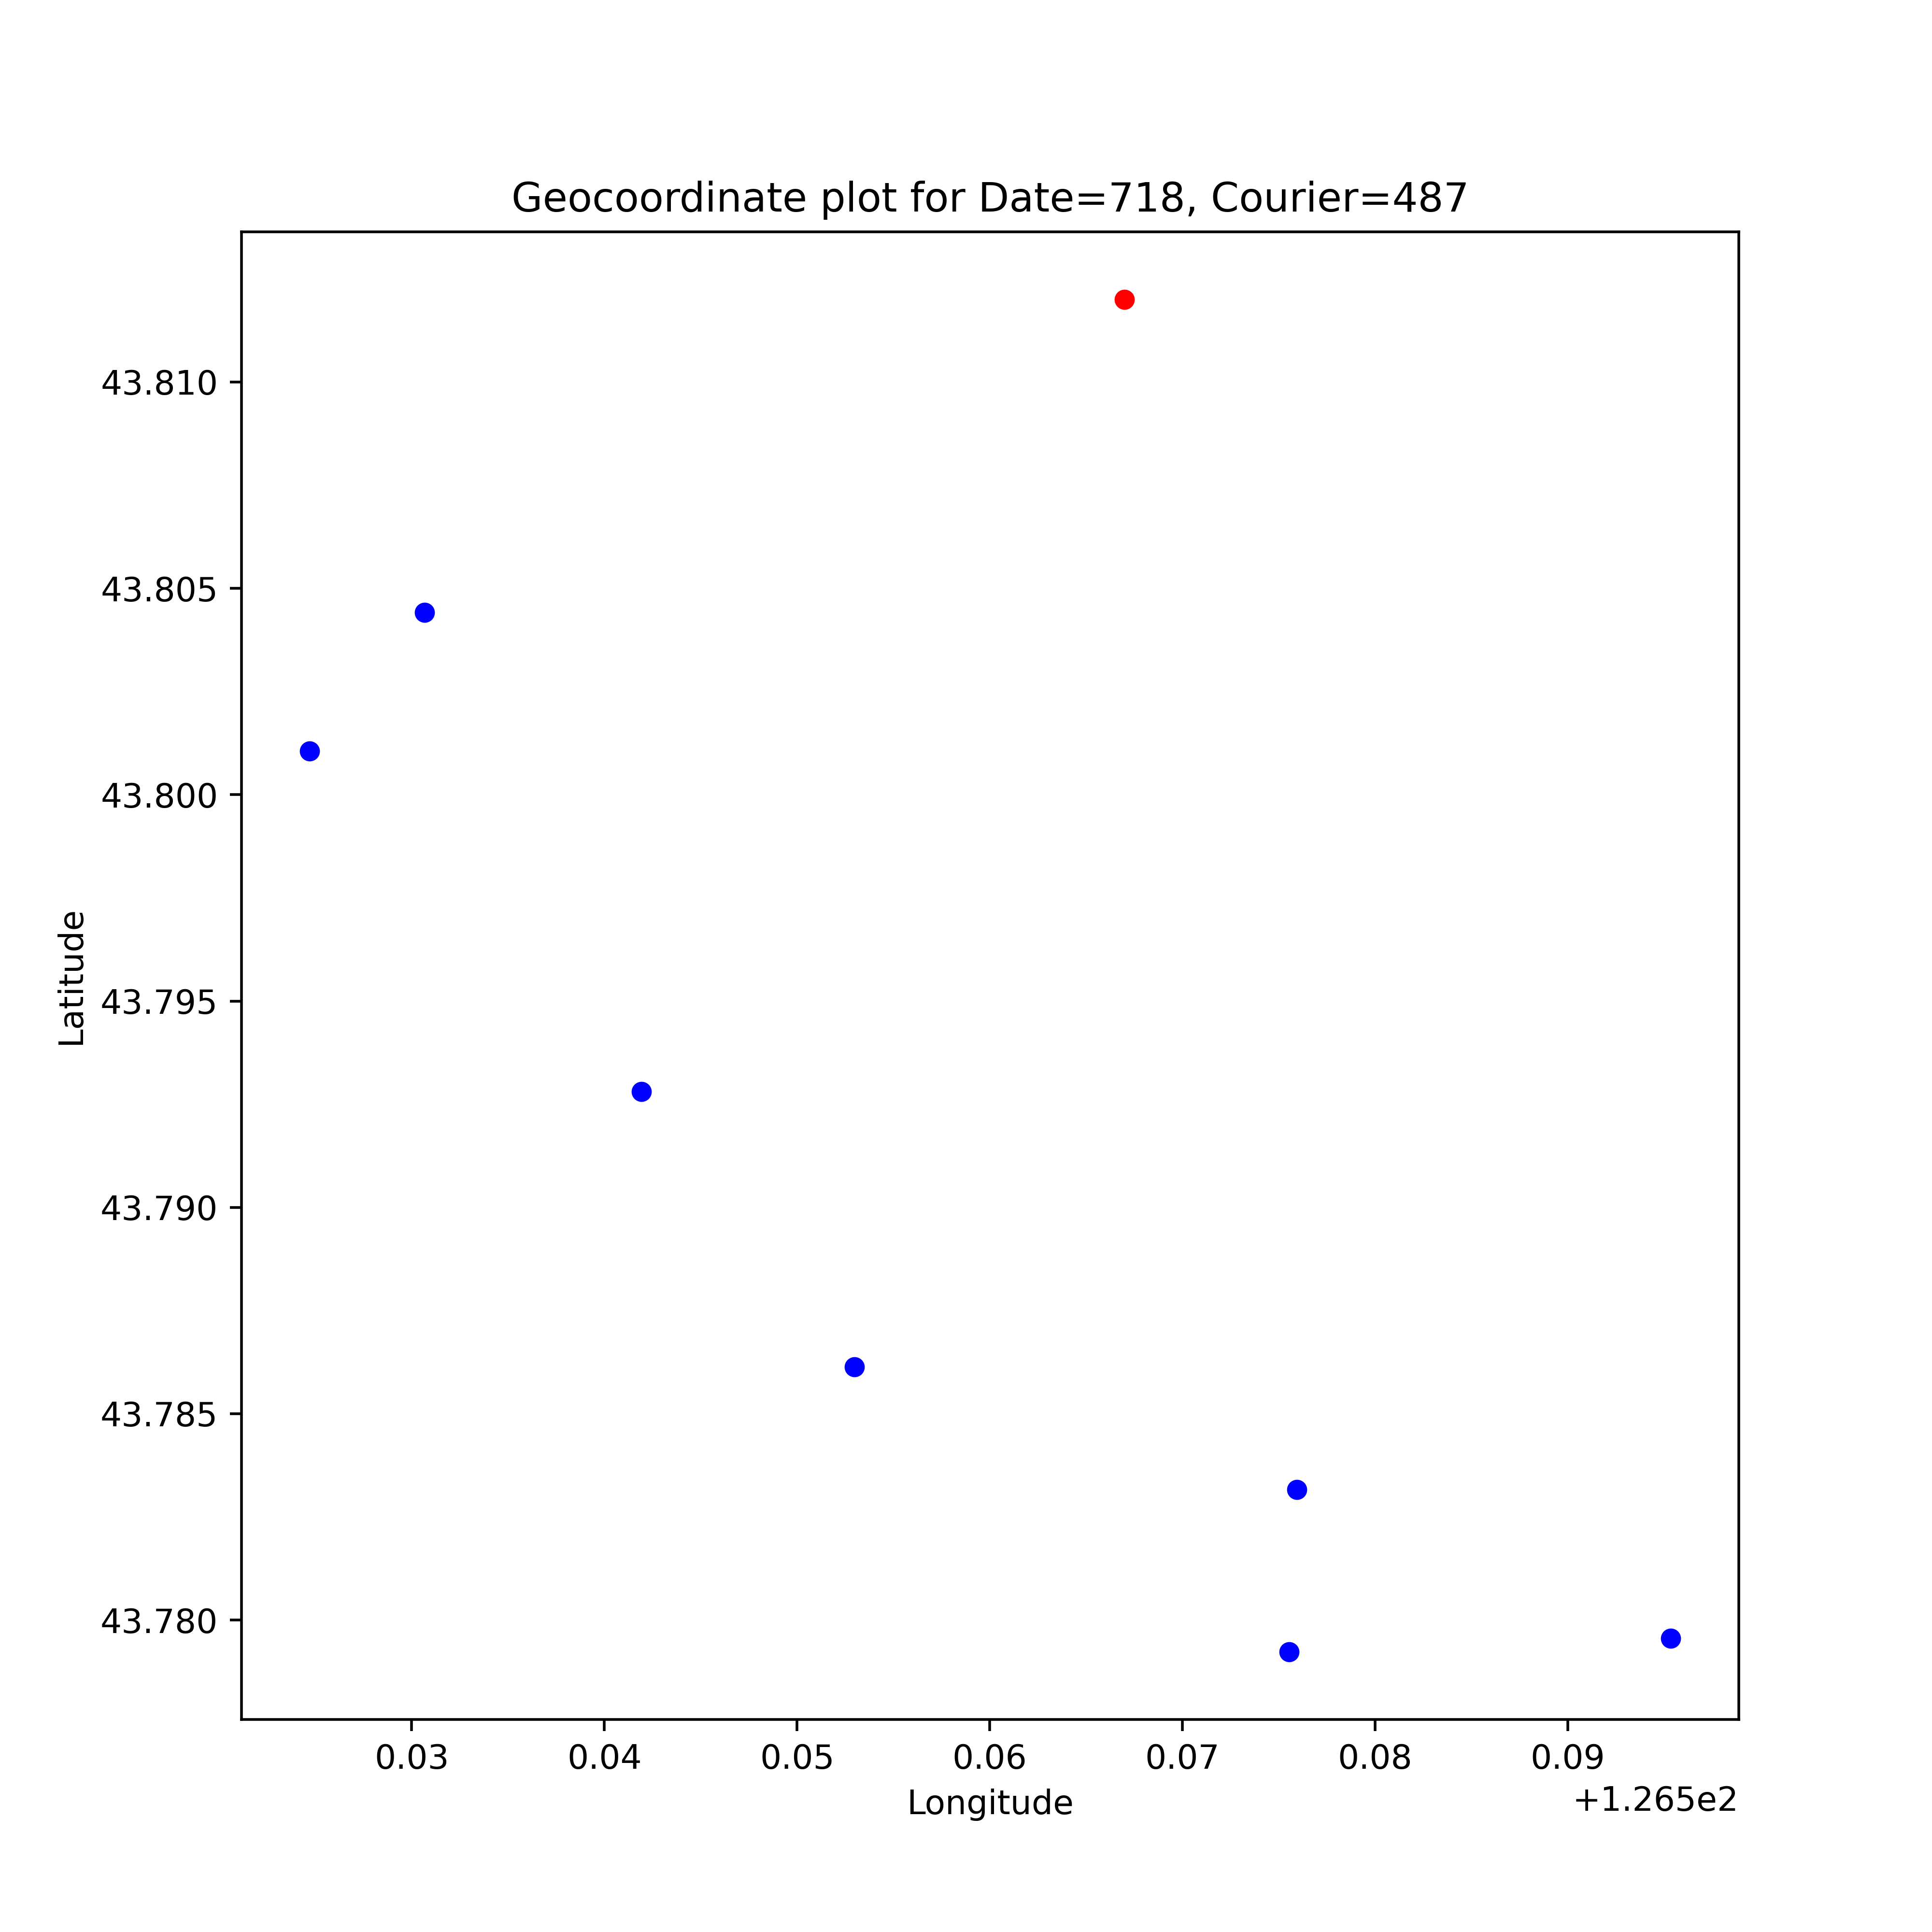 Geocoordinate plot for Date=718, Courier=487
43.810
43.805
43.800
43.795
43.790
43.785
43.780
Latitude
0.03 0.04 0.05 0.06 0.07 0.08 0.09
+1.265e2
Longitude